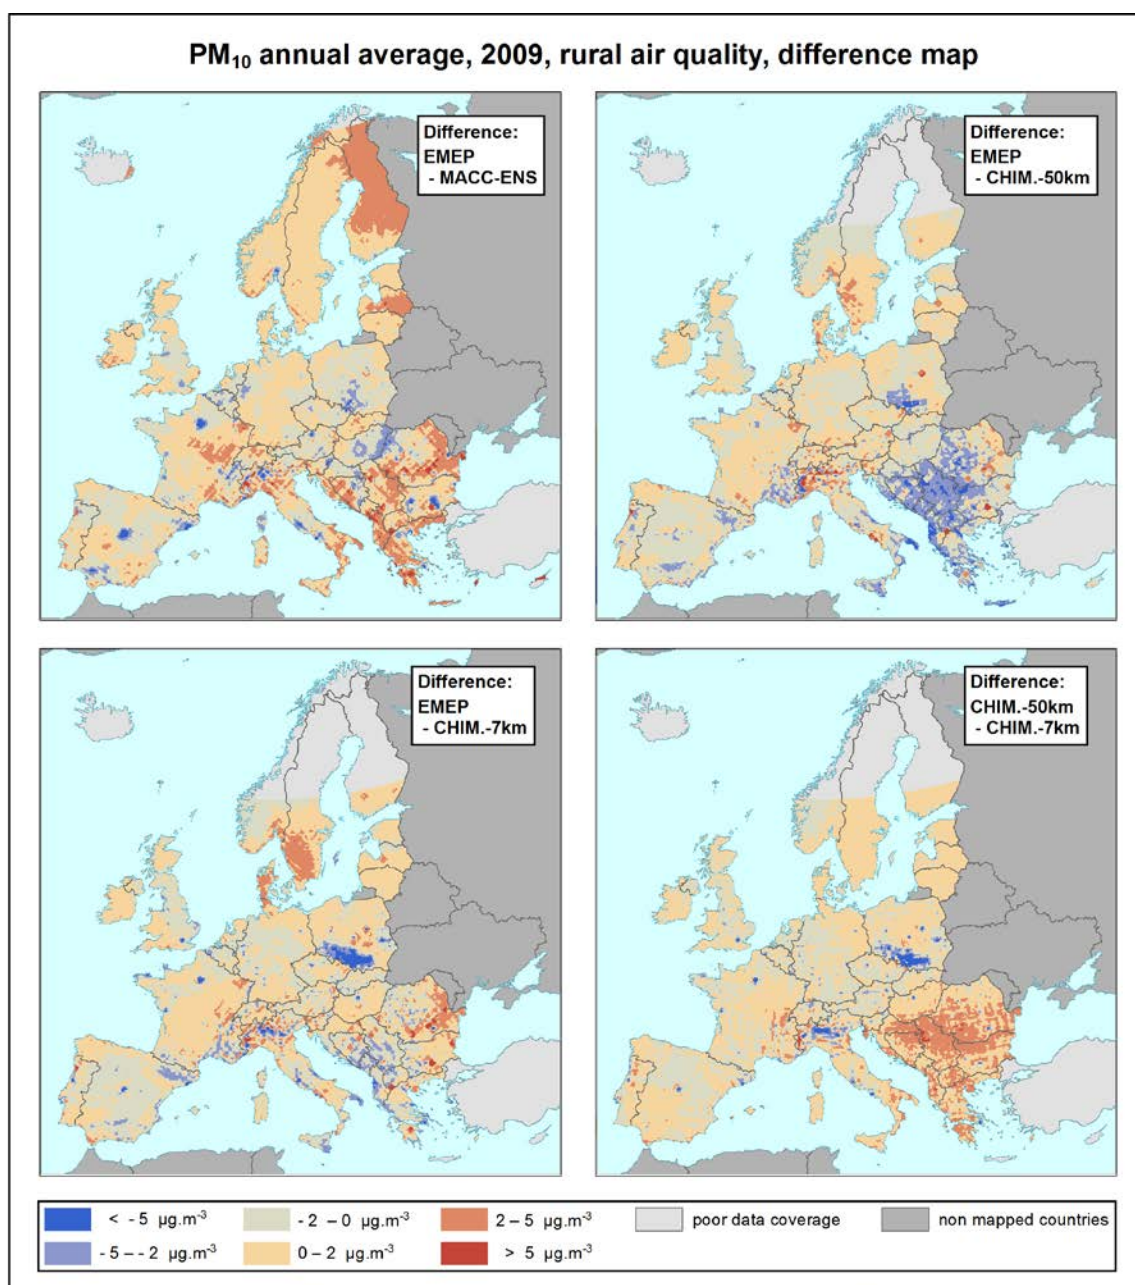 PM₁₀ annual average, 2009, rural air quality, difference map
Difference:
EMEP
- MACC-ENS
Difference:
EMEP
- CHIM.-50km
Difference:
EMEP
- CHIM.-7km
Difference:
CHIM.-50km
- CHIM.-7km
< - 5 µg.m⁻³
- 2 – 0 µg.m⁻³
2 – 5 µg.m⁻³
poor data coverage
non mapped countries
- 5 – - 2 µg.m⁻³
0 – 2 µg.m⁻³
> 5 µg.m⁻³